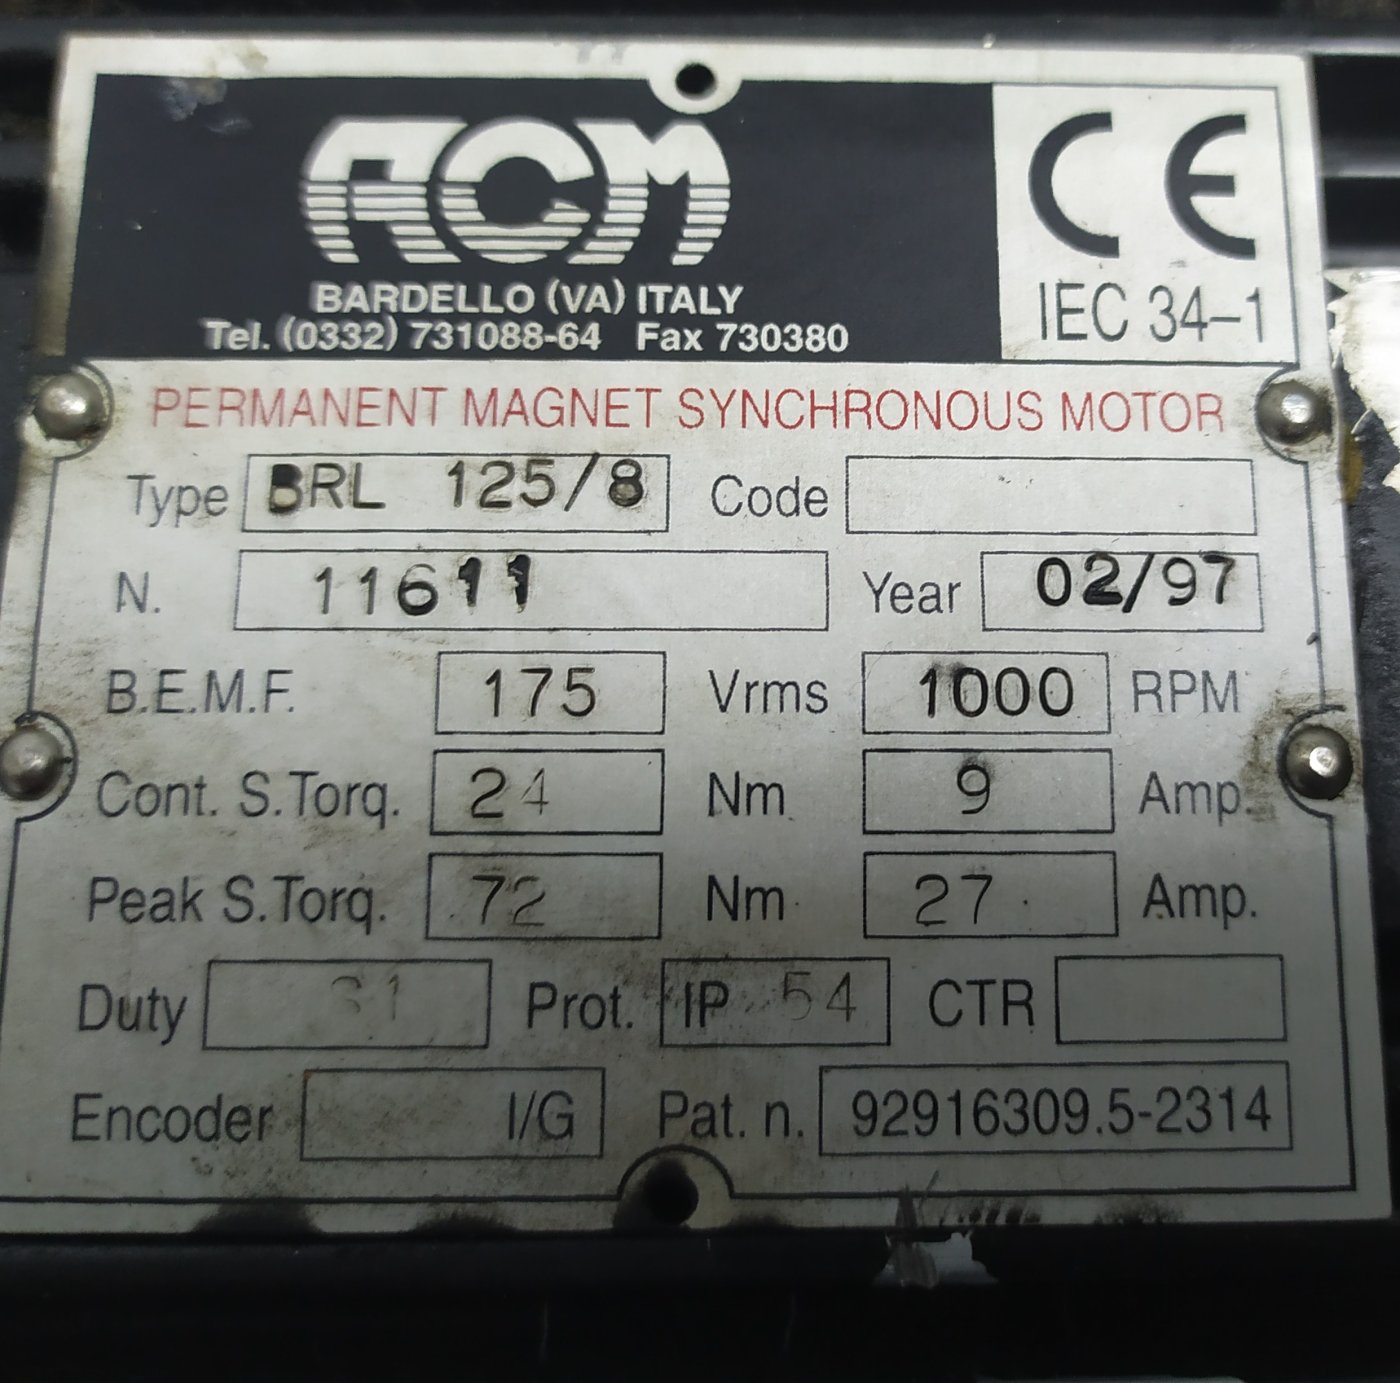 ACM
BARDELLO (VA) ITALY
Tel. (0332) 731088-64 Fax 730380
CE
IEC 34-1
PERMANENT MAGNET SYNCHRONOUS MOTOR
Type BRL 125/8 Code
N. 11611 Year 02/97
B.E.M.F. 175 Vrms 1000 RPM
Cont. S.Torq. 24 Nm 9 Amp.
Peak S.Torq. 72 Nm 27 Amp.
Duty S1 Prot. IP 54 CTR
Encoder I/G Pat. n. 92916309.5-2314